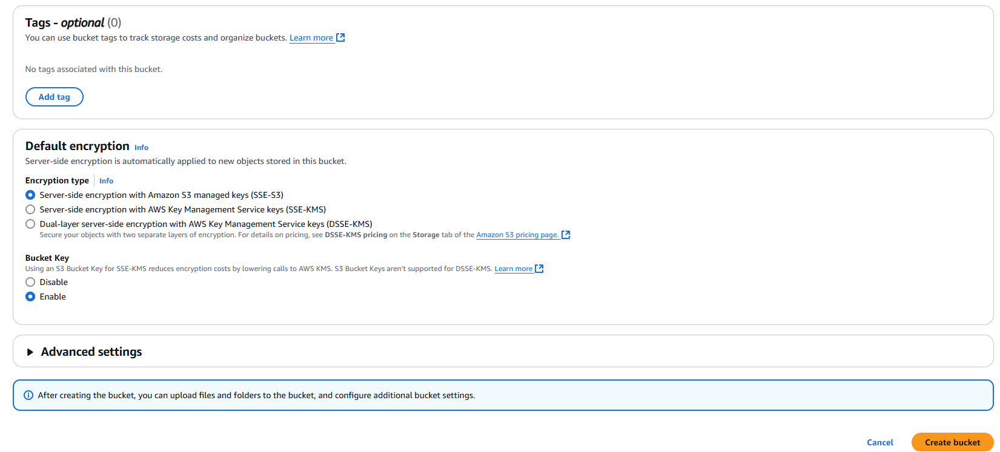 Tags - optional (0)
You can use bucket tags to track storage costs and organize buckets. Learn more
No tags associated with this bucket.
Add tag
Default encryption Info
Server-side encryption is automatically applied to new objects stored in this bucket.
Encryption type Info
Server-side encryption with Amazon S3 managed keys (SSE-S3)
Server-side encryption with AWS Key Management Service keys (SSE-KMS)
Dual-layer server-side encryption with AWS Key Management Service keys (DSSE-KMS)
Secure your objects with two separate layers of encryption. For details on pricing, see DSSE-KMS pricing on the Storage tab of the Amazon S3 pricing page.
Bucket Key
Using an S3 Bucket Key for SSE-KMS reduces encryption costs by lowering calls to AWS KMS. S3 Bucket Keys aren't supported for DSSE-KMS. Learn more
Disable
Enable
Advanced settings
After creating the bucket, you can upload files and folders to the bucket, and configure additional bucket settings.
Cancel Create bucket